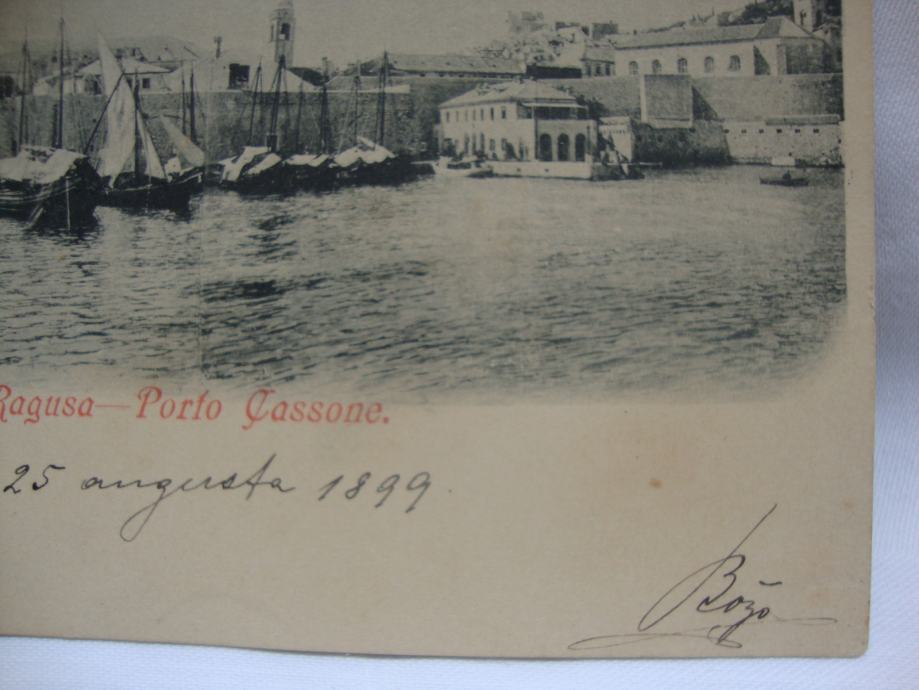 Ragusa — Porto Cassone.
25 augusta 1899.
Božo